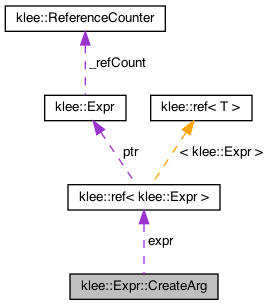 klee::ReferenceCounter
_refCount
klee::Expr
klee::ref< T >
ptr
< klee::Expr >
klee::ref< klee::Expr >
expr
klee::Expr::CreateArg